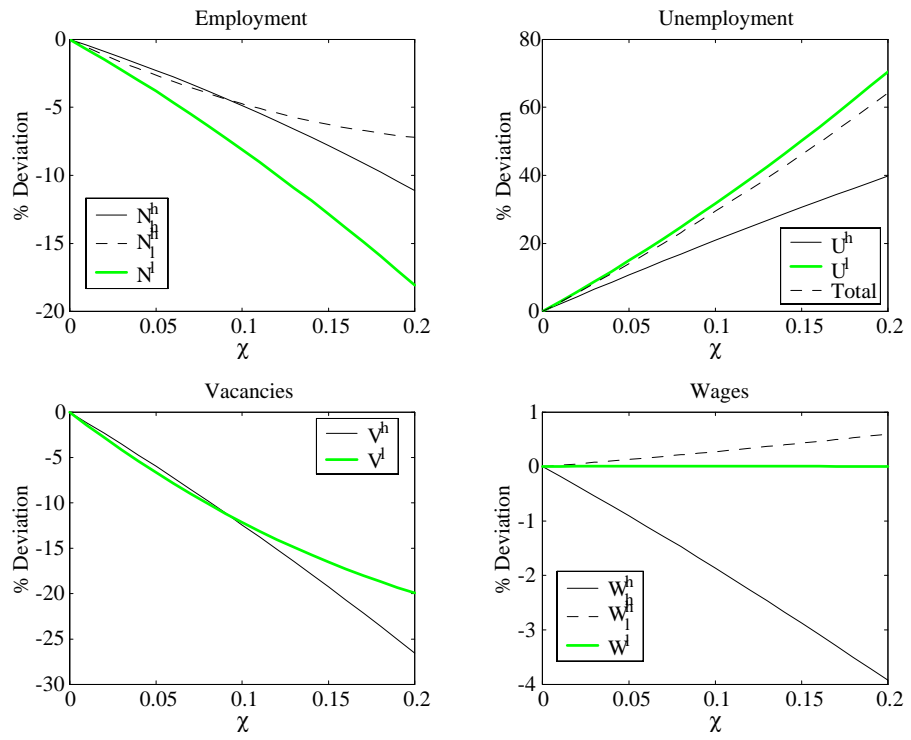 Employment
0
-5
-10
-15
-20
% Deviation
N^h_h
N^h_l
N^l
0 0.05 0.1 0.15 0.2
χ
Unemployment
80
60
40
20
0
% Deviation
U^h
U^l
Total
0 0.05 0.1 0.15 0.2
χ
Vacancies
0
-5
-10
-15
-20
-25
-30
% Deviation
V^h
V^l
0 0.05 0.1 0.15 0.2
χ
Wages
1
0
-1
-2
-3
-4
% Deviation
W^h_h
W^h_l
W^l
0 0.05 0.1 0.15 0.2
χ